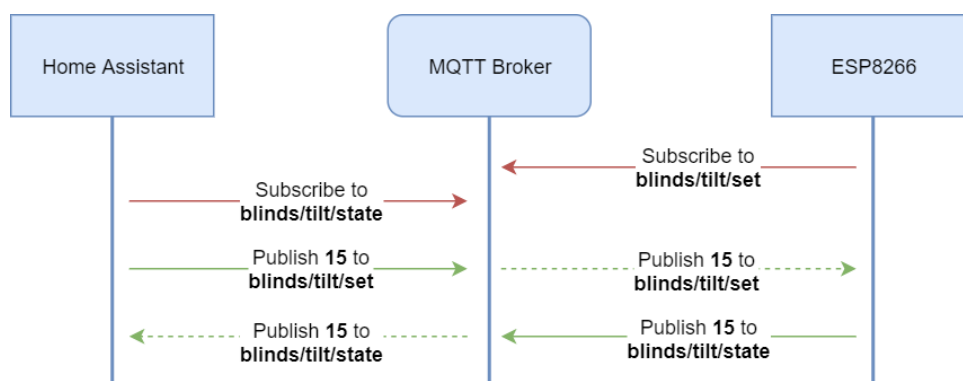 Home Assistant
MQTT Broker
ESP8266
Subscribe to
blinds/tilt/set
Subscribe to
blinds/tilt/state
Publish 15 to
blinds/tilt/set
Publish 15 to
blinds/tilt/set
Publish 15 to
blinds/tilt/state
Publish 15 to
blinds/tilt/state